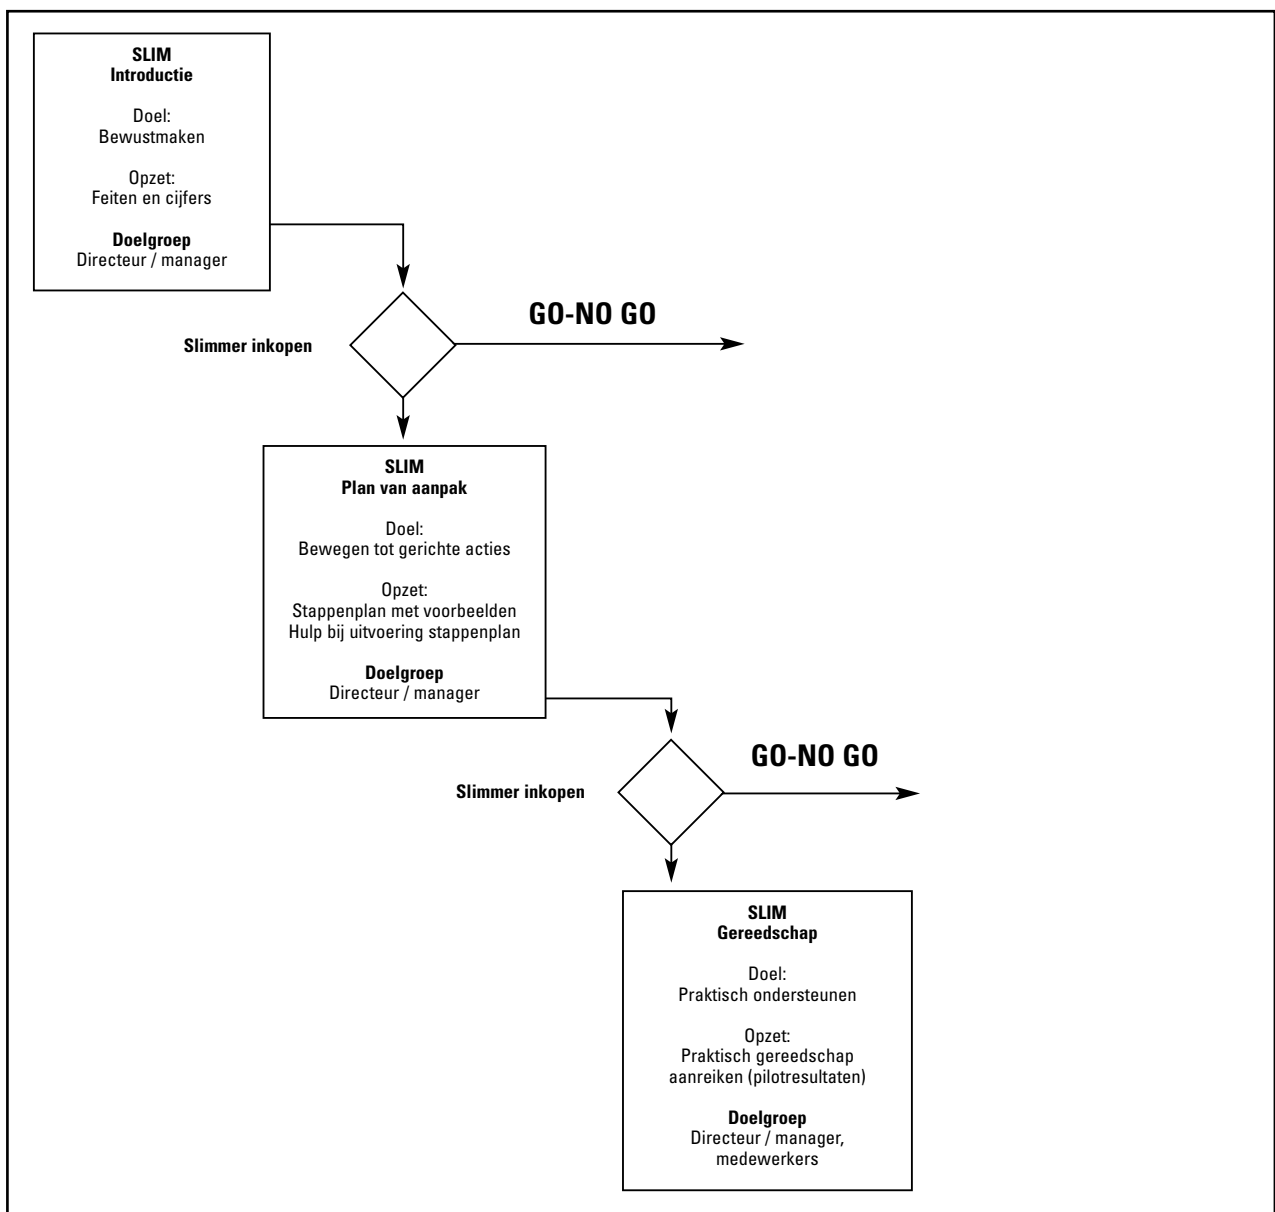 SLIM
Introductie
Doel:
Bewustmaken
Opzet:
Feiten en cijfers
Doelgroep
Directeur / manager
GO-NO GO
Slimmer inkopen
SLIM
Plan van aanpak
Doel:
Bewegen tot gerichte acties
Opzet:
Stappenplan met voorbeelden
Hulp bij uitvoering stappenplan
Doelgroep
Directeur / manager
GO-NO GO
Slimmer inkopen
SLIM
Gereedschap
Doel:
Praktisch ondersteunen
Opzet:
Praktisch gereedschap
aanreiken (pilotresultaten)
Doelgroep
Directeur / manager,
medewerkers